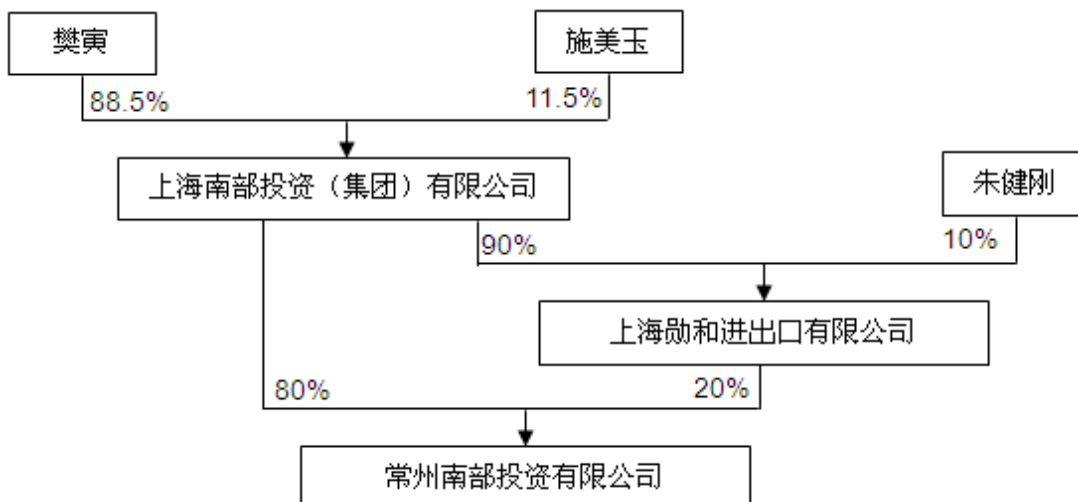 樊寅
施美玉
88.5%
11.5%
上海南部投资（集团）有限公司
朱健刚
90%
10%
上海勋和进出口有限公司
80%
20%
常州南部投资有限公司